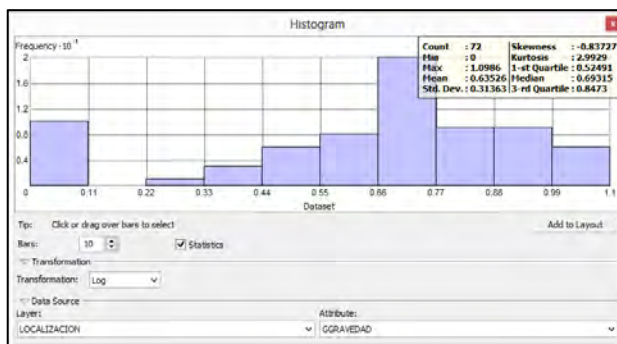 Histogram
Frequency · 10⁻¹
Count : 72 Skewness : -0.83727
Min : 0 Kurtosis : 2.9929
Max : 1.0986 1-st Quartile : 0.52491
Mean : 0.63526 Median : 0.69315
Std. Dev. : 0.31363 3-rd Quartile : 0.8473
2
1.6
1.2
0.8
0.4
0 0.11 0.22 0.33 0.44 0.55 0.66 0.77 0.88 0.99 1.1
Dataset
Tip: Click or drag over bars to select Add to Layout
Bars: 10 Statistics
Transformation
Transformation: Log
Data Source
Layer: Attribute:
LOCALIZACION GGRAVEDAD